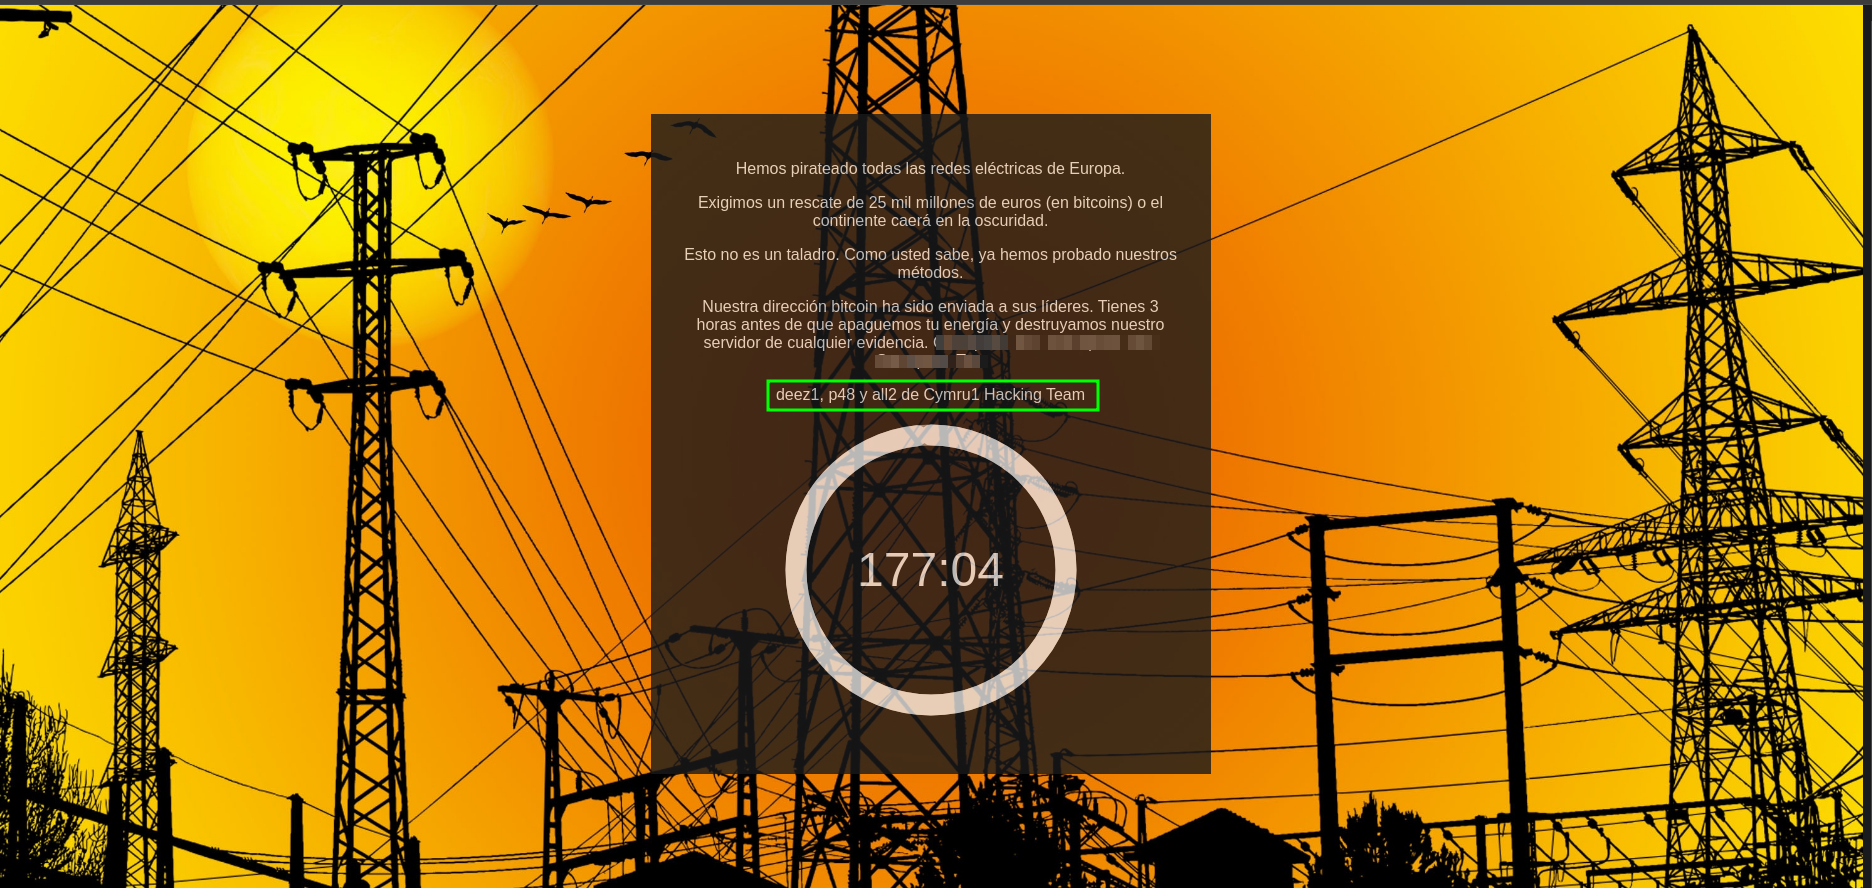 Hemos pirateado todas las redes eléctricas de Europa.
Exigimos un rescate de 25 mil millones de euros (en bitcoins) o el
continente caerá en la oscuridad.
Esto no es un taladro. Como usted sabe, ya hemos probado nuestros
métodos.
Nuestra dirección bitcoin ha sido enviada a sus líderes. Tienes 3
horas antes de que apaguemos tu energía y destruyamos nuestro
servidor de cualquier evidencia.
deez1, p48 y all2 de Cymru1 Hacking Team
177:04